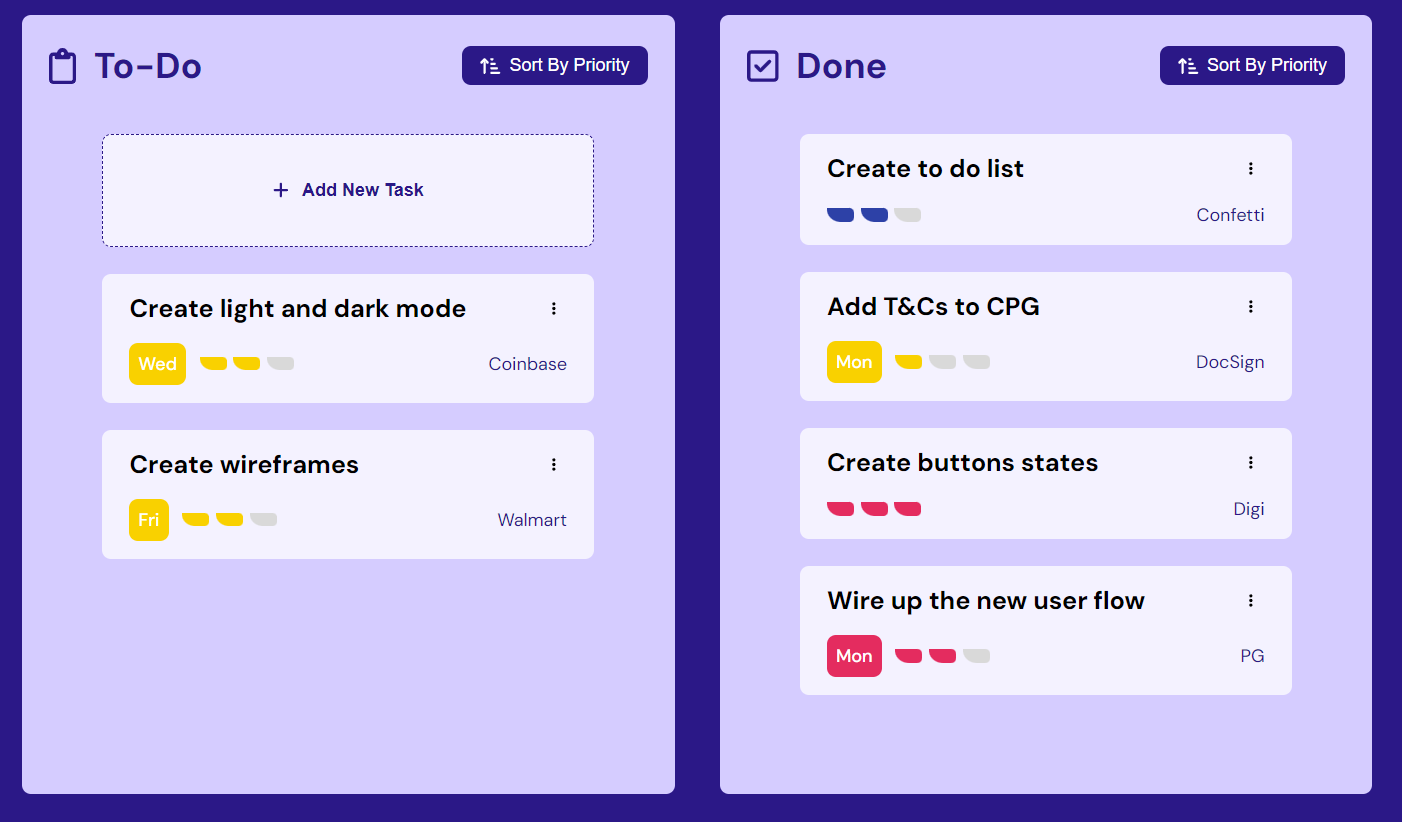 To-Do
Sort By Priority
Add New Task
Create light and dark mode
Wed
Coinbase
Create wireframes
Fri
Walmart
Done
Sort By Priority
Create to do list
Confetti
Add T&Cs to CPG
Mon
DocSign
Create buttons states
Digi
Wire up the new user flow
Mon
PG